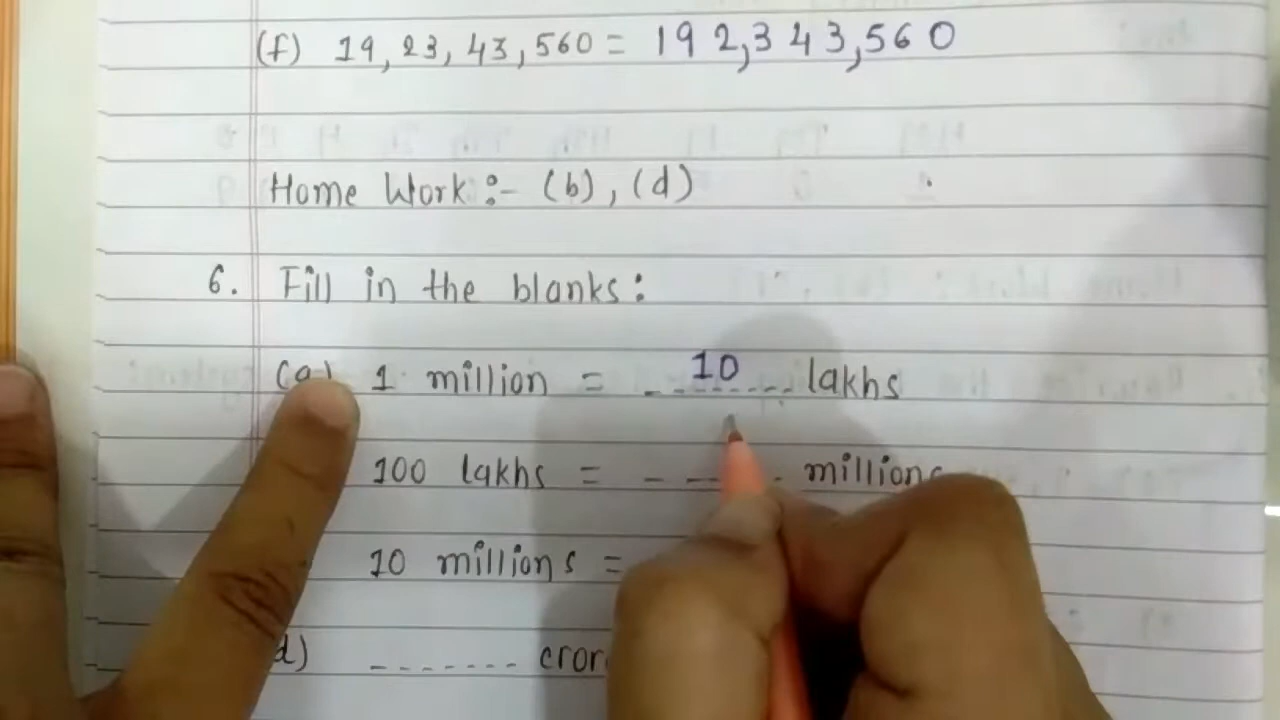 (f) 19, 23, 43, 560 = 192,343,560
Home Work :- (b), (d)
6. Fill in the blanks:
(a) 1 million = 10 lakhs
100 lakhs = ------ millions
10 millions =
d) ------- cror